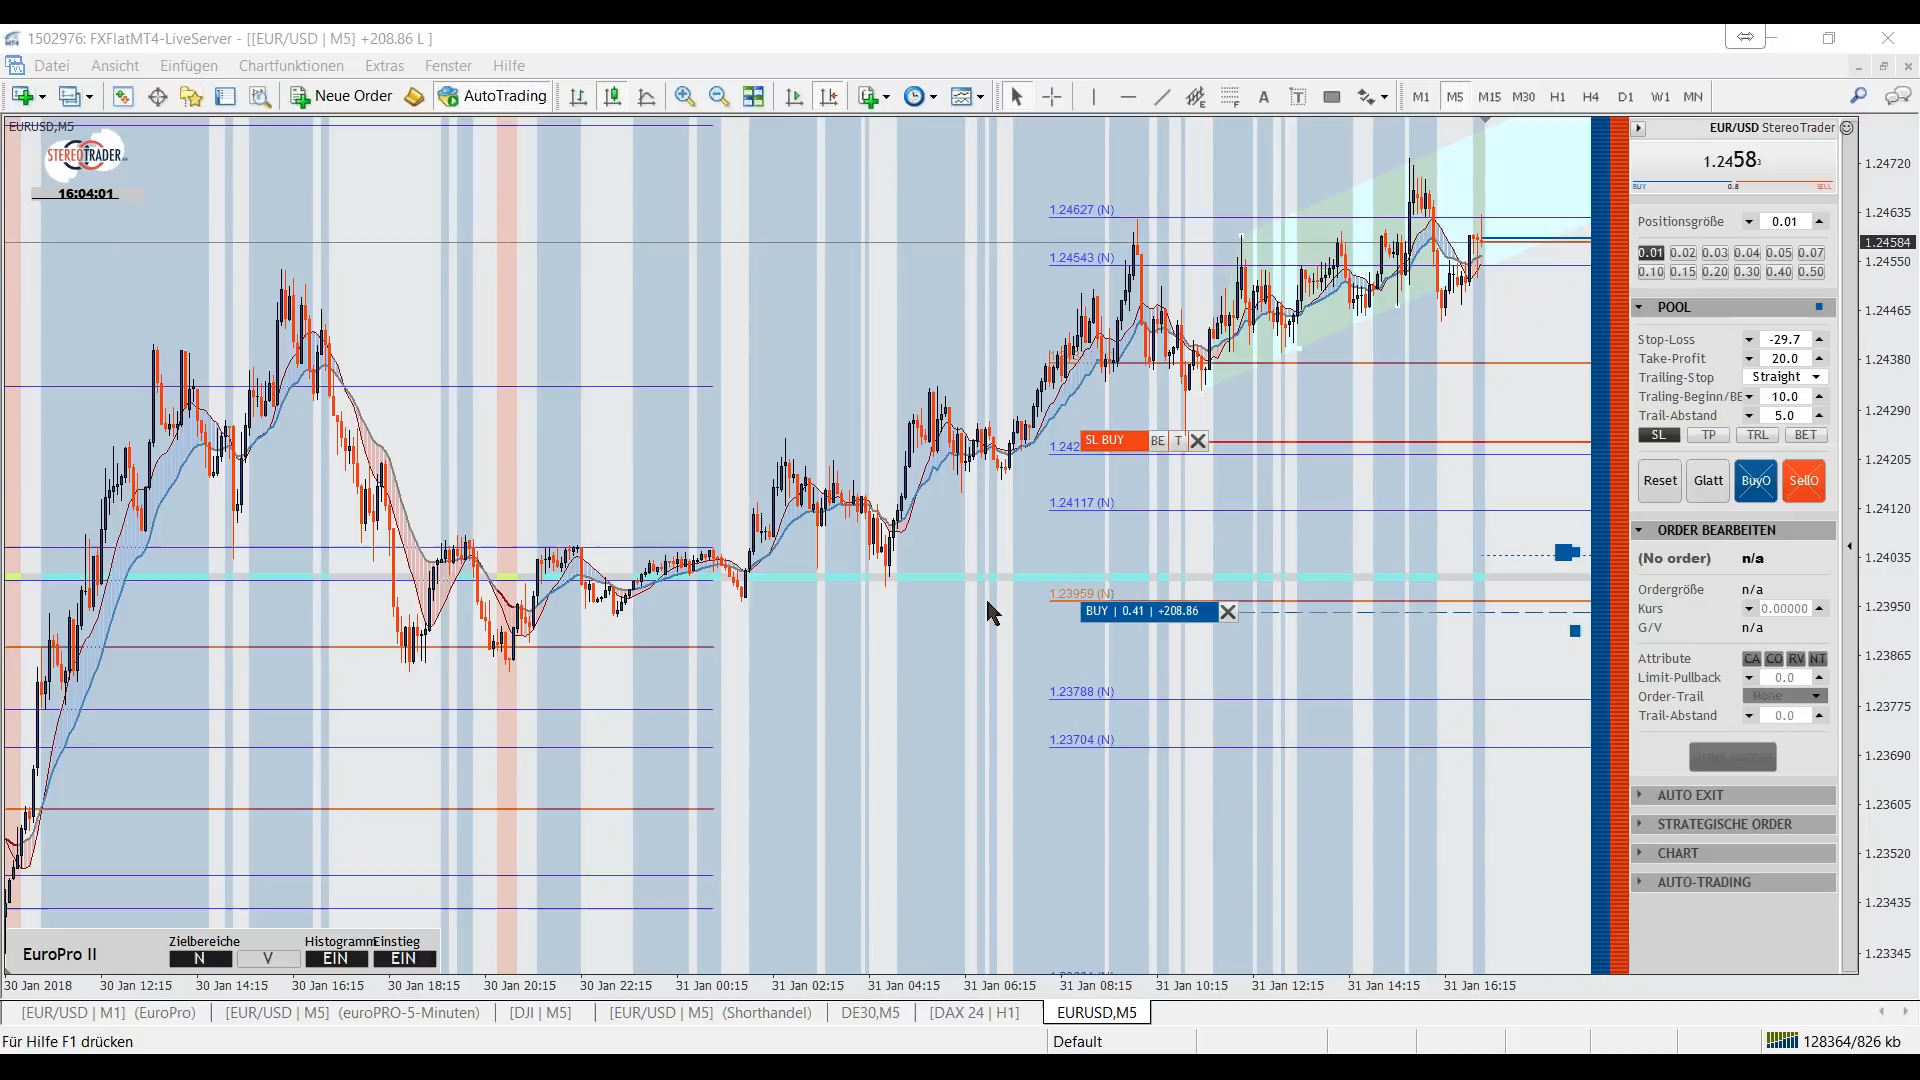 1502976: FXFlatMT4-LiveServer - [[EUR/USD | M5] +208.86 L ]
Datei Ansicht Einfügen Chartfunktionen Extras Fenster Hilfe
Neue Order AutoTrading M1 M5 M15 M30 H1 H4 D1 W1 MN
EURUSD,M5
STEREOTRADER
16:04:01
1.24627 (N)
1.24543 (N)
SL BUY BE T
1.24117 (N)
1.23959 (N)
BUY | 0.41 | +208.86
1.23788 (N)
1.23704 (N)
EUR/USD StereoTrader
1.24583
BUY 0.8 SELL
Positionsgröße 0.01
0.01 0.02 0.03 0.04 0.05 0.07
0.10 0.15 0.20 0.30 0.40 0.50
POOL
Stop-Loss -29.7
Take-Profit 20.0
Trailing-Stop Straight
Traling-Beginn/BE 10.0
Trail-Abstand 5.0
SL TP TRL BET
Reset Glatt BuyO SellO
ORDER BEARBEITEN
(No order) n/a
Ordergröße n/a
Kurs 0.00000
G/V n/a
Attribute CA CO RV NT
Limit-Pullback 0.0
Order-Trail None
Trail-Abstand 0.0
AUTO EXIT
STRATEGISCHE ORDER
CHART
AUTO-TRADING
1.24720
1.24635
1.24584
1.24550
1.24465
1.24380
1.24290
1.24205
1.24120
1.24035
1.23950
1.23865
1.23775
1.23690
1.23605
1.23520
1.23435
1.23345
EuroPro II
Zielbereiche Histogramm Einstieg
N V EIN EIN
30 Jan 2018 30 Jan 12:15 30 Jan 14:15 30 Jan 16:15 30 Jan 18:15 30 Jan 20:15 30 Jan 22:15 31 Jan 00:15 31 Jan 02:15 31 Jan 04:15 31 Jan 06:15 31 Jan 08:15 31 Jan 10:15 31 Jan 12:15 31 Jan 14:15 31 Jan 16:15
[EUR/USD | M1] (EuroPro) [EUR/USD | M5] (euroPRO-5-Minuten) [DJI | M5] [EUR/USD | M5] (Shorthandel) DE30,M5 [DAX 24 | H1] EURUSD,M5
Für Hilfe F1 drücken Default 128364/826 kb